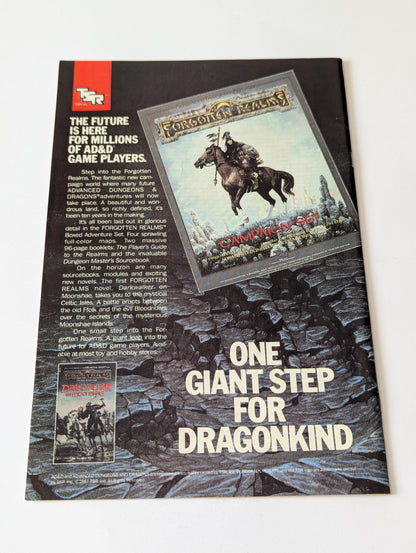 TSR
THE FUTURE
IS HERE
FOR MILLIONS
OF AD&D®
GAME PLAYERS.
Step into the Forgotten
Realms. The fantastic new cam-
paign world where many future
ADVANCED DUNGEONS &
DRAGONS® adventures will now
take place. A beautiful and won-
drous land, so richly defined, it's
been ten years in the making.
It's all been laid out in glorious
detail in the FORGOTTEN REALMS™
Boxed Adventure Set. Four sprawling
full-color maps. Two massive
96-page booklets: The Player's Guide
to the Realms and the invaluable
Dungeon Master's Sourcebook.
On the horizon are many
sourcebooks, modules and exciting
new novels. The first FORGOTTEN
REALMS novel, Darkwalker on
Moonshae, takes you to the mystical
Celtic Isles. A battle erupts between
the old Ffolk and the evil Bloodriders
over the secrets of the mysterious
Moonshae Islands.
One small step into the For-
gotten Realms. A giant leap into the
future for AD&D game players. Avail-
able at most toy and hobby stores.
FORGOTTEN REALMS
CAMPAIGN SET
FORGOTTEN REALMS
DARKWALKER
ON MOONSHAE
ONE
GIANT STEP
FOR
DRAGONKIND